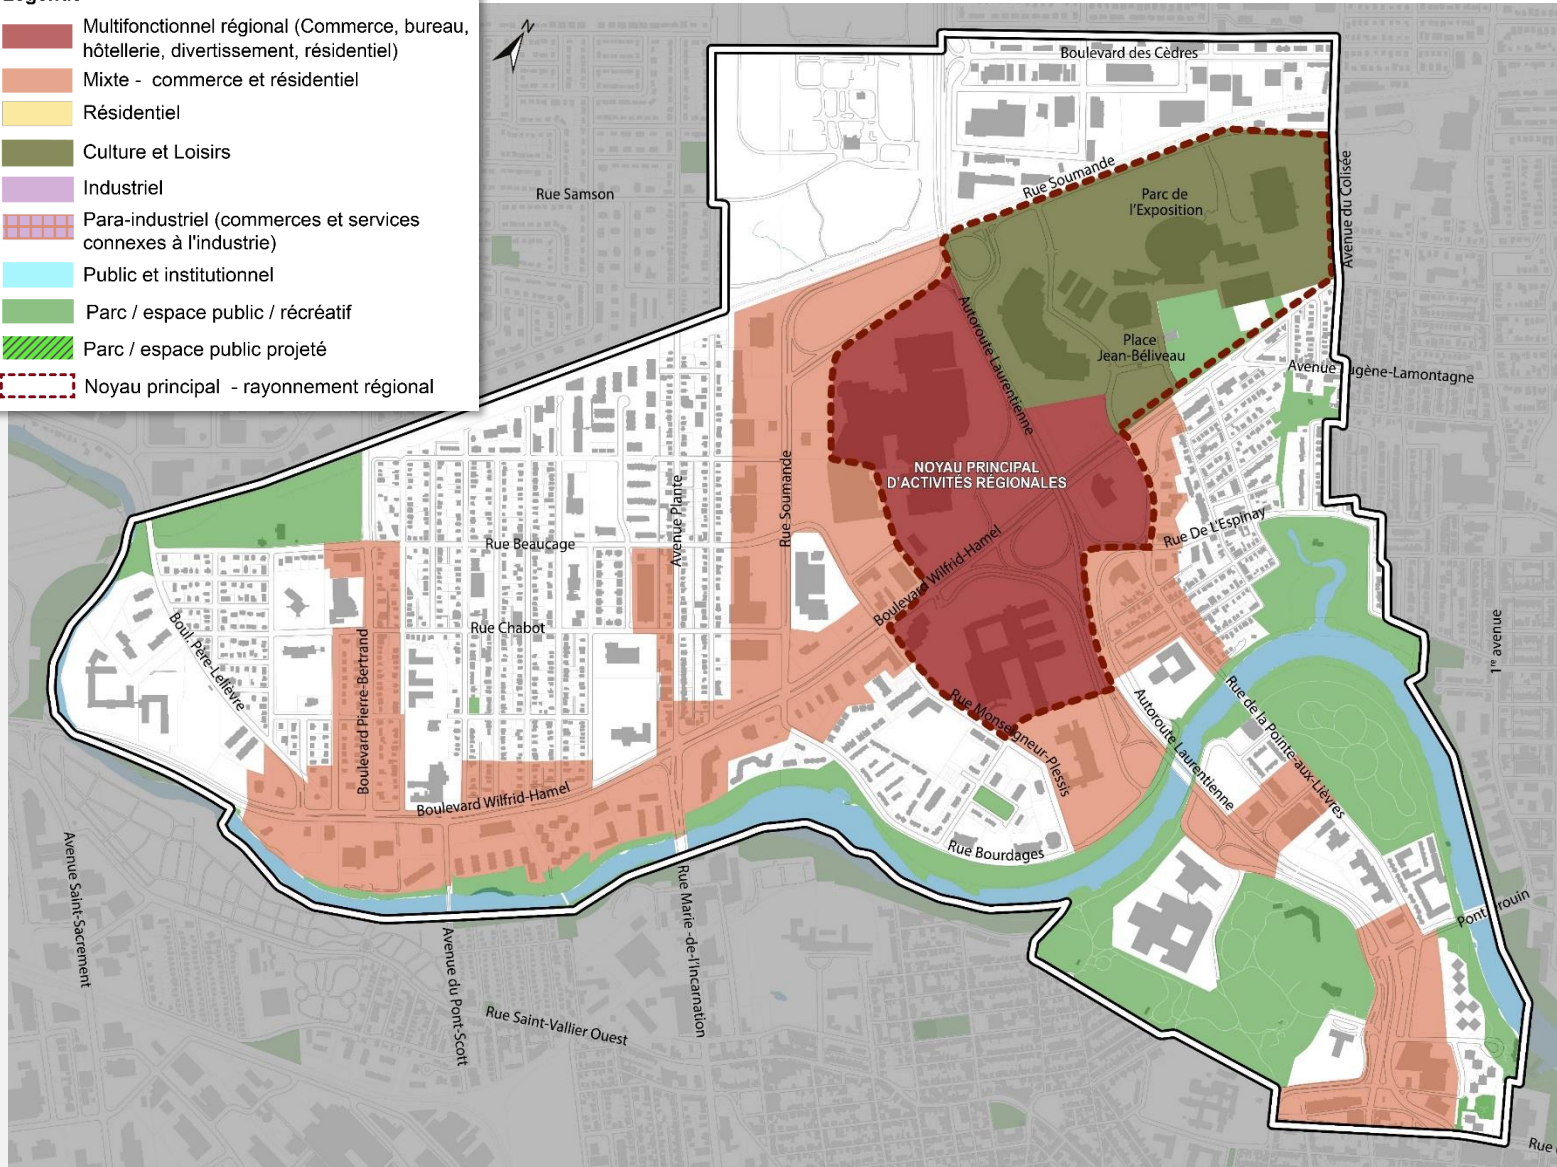 Multifonctionnel régional (Commerce, bureau,
hôtellerie, divertissement, résidentiel)
Mixte - commerce et résidentiel
Résidentiel
Culture et Loisirs
Industriel
Para-industriel (commerces et services
connexes à l'industrie)
Public et institutionnel
Parc / espace public / récréatif
Parc / espace public projeté
Noyau principal - rayonnement régional
N
Boulevard des Cèdres
Rue Samson
Rue Soumande
Parc de
l'Exposition
Avenue du Colisée
Autoroute Laurentienne
Place
Jean-Béliveau
Avenue Eugène-Lamontagne
NOYAU PRINCIPAL
D'ACTIVITÉS RÉGIONALES
Rue Soumande
Avenue Plante
Rue Beaucage
Rue De L'Espinay
Boulevard Wilfrid-Hamel
Rue Chabot
Boul. Père-Lelièvre
Boulevard Pierre-Bertrand
1re avenue
Rue Monseigneur-Plessis
Autoroute Laurentienne
Rue de la Pointe-aux-Lièvres
Boulevard Wilfrid-Hamel
Rue Bourdages
Avenue Saint-Sacrement
Rue Marie-de-l'Incarnation
Pont Drouin
Avenue du Pont-Scott
Rue Saint-Vallier Ouest
Rue